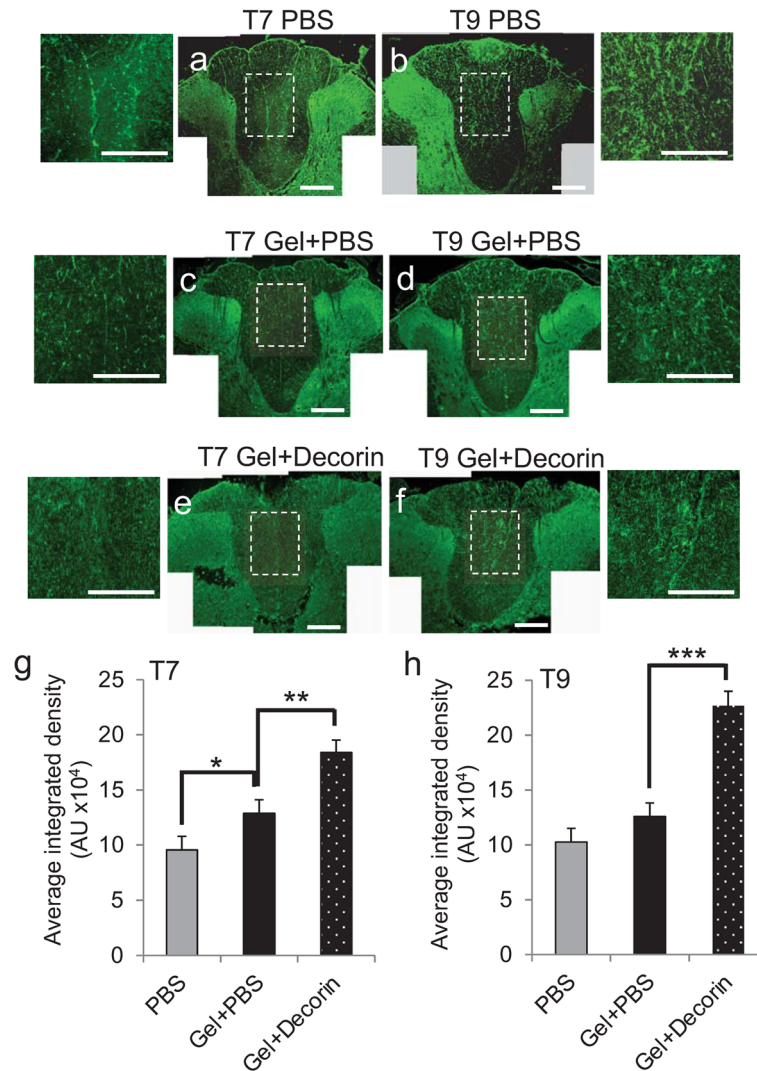 T7 PBS
T9 PBS
a
b
T7 Gel+PBS
T9 Gel+PBS
c
d
T7 Gel+Decorin
T9 Gel+Decorin
e
f
g
T7
Average integrated density
(AU x10⁴)
25
20
15
10
5
0
*
**
PBS
Gel+PBS
Gel+Decorin
h
T9
Average integrated density
(AU x10⁴)
25
20
15
10
5
0
***
PBS
Gel+PBS
Gel+Decorin